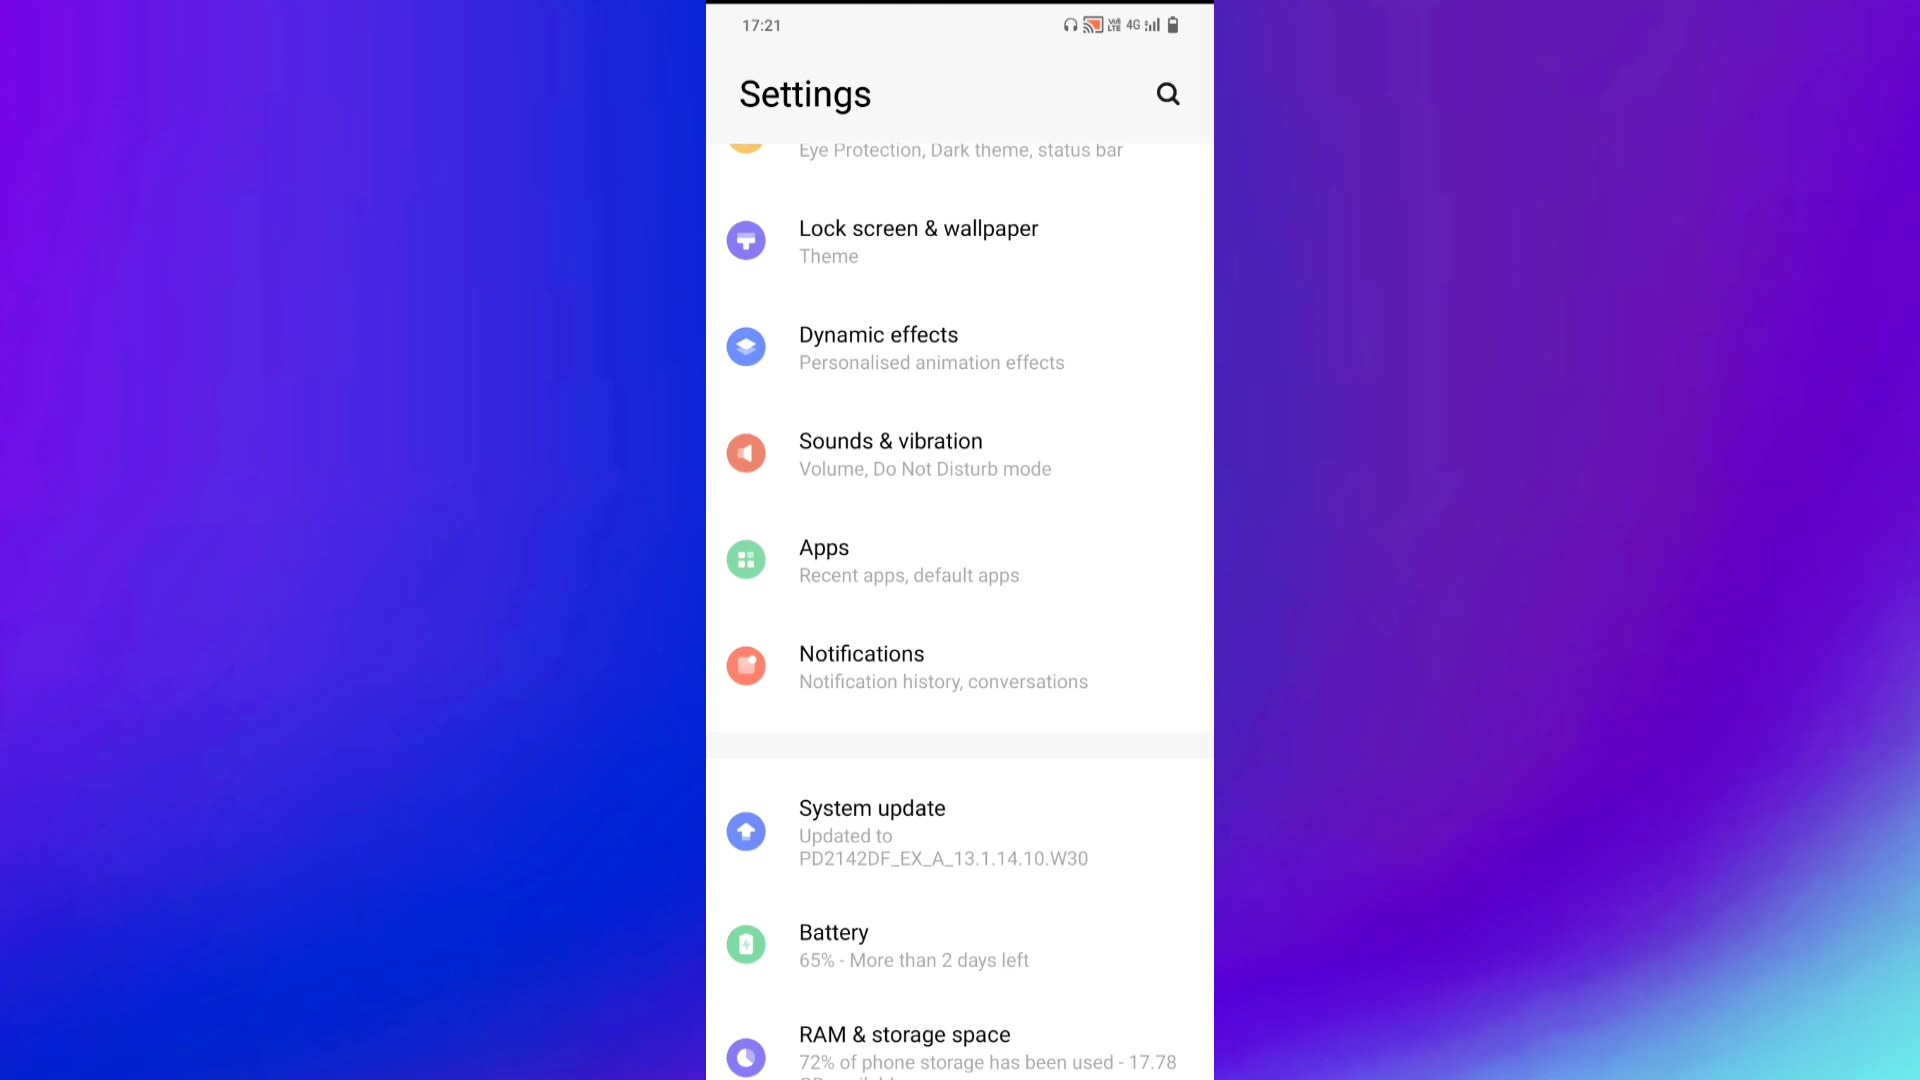 17:21
4G
Settings
Eye Protection, Dark theme, status bar
Lock screen & wallpaper
Theme
Dynamic effects
Personalised animation effects
Sounds & vibration
Volume, Do Not Disturb mode
Apps
Recent apps, default apps
Notifications
Notification history, conversations
System update
Updated to
PD2142DF_EX_A_13.1.14.10.W30
Battery
65% - More than 2 days left
RAM & storage space
72% of phone storage has been used - 17.78